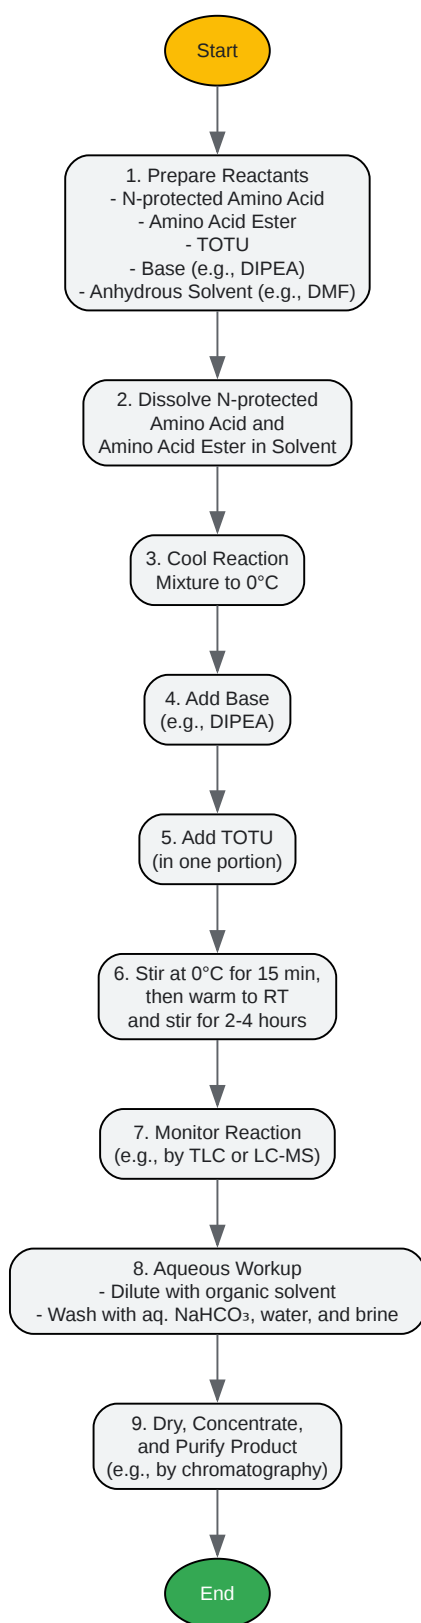 Start
1. Prepare Reactants
- N-protected Amino Acid
- Amino Acid Ester
- TOTU
- Base (e.g., DIPEA)
- Anhydrous Solvent (e.g., DMF)
2. Dissolve N-protected
Amino Acid and
Amino Acid Ester in Solvent
3. Cool Reaction
Mixture to 0°C
4. Add Base
(e.g., DIPEA)
5. Add TOTU
(in one portion)
6. Stir at 0°C for 15 min,
then warm to RT
and stir for 2-4 hours
7. Monitor Reaction
(e.g., by TLC or LC-MS)
8. Aqueous Workup
- Dilute with organic solvent
- Wash with aq. NaHCO₃, water, and brine
9. Dry, Concentrate,
and Purify Product
(e.g., by chromatography)
End